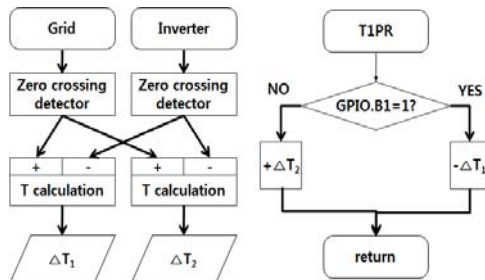 Grid
Inverter
Zero crossing detector
Zero crossing detector
+ -
+ -
T calculation
T calculation
△T₁
△T₂
T1PR
GPIO.B1=1?
NO
YES
+△T₂
-△T₁
return